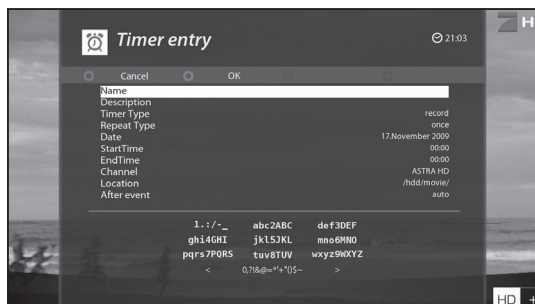 Timer entry
21:03
H
Cancel OK
Name
Description
Timer Type record
Repeat Type once
Date 17.November 2009
StartTime 00:00
EndTime 00:00
Channel ASTRA HD
Location /hdd/movie/
After event auto
1.:/-_ abc2ABC def3DEF
ghi4GHI jkl5JKL mno6MNO
pqrs7PQRS tuv8TUV wxyz9WXYZ
< 0,?!&@=*'+"()$~ >
HD +